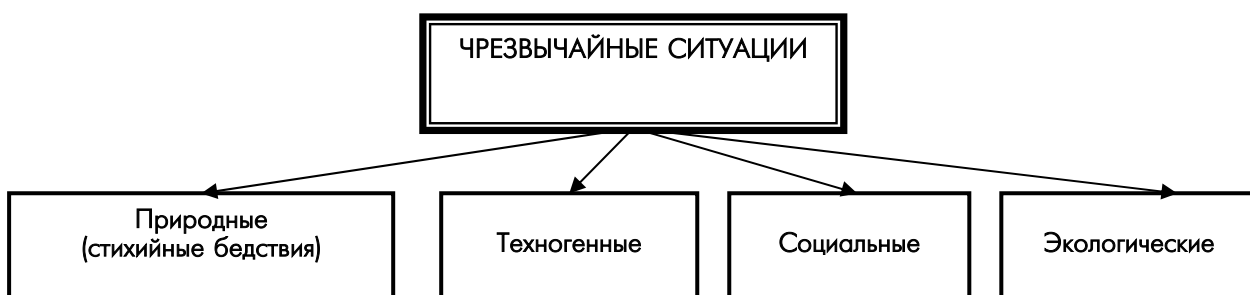 ЧРЕЗВЫЧАЙНЫЕ СИТУАЦИИ
Природные
(стихийные бедствия)
Техногенные
Социальные
Экологические